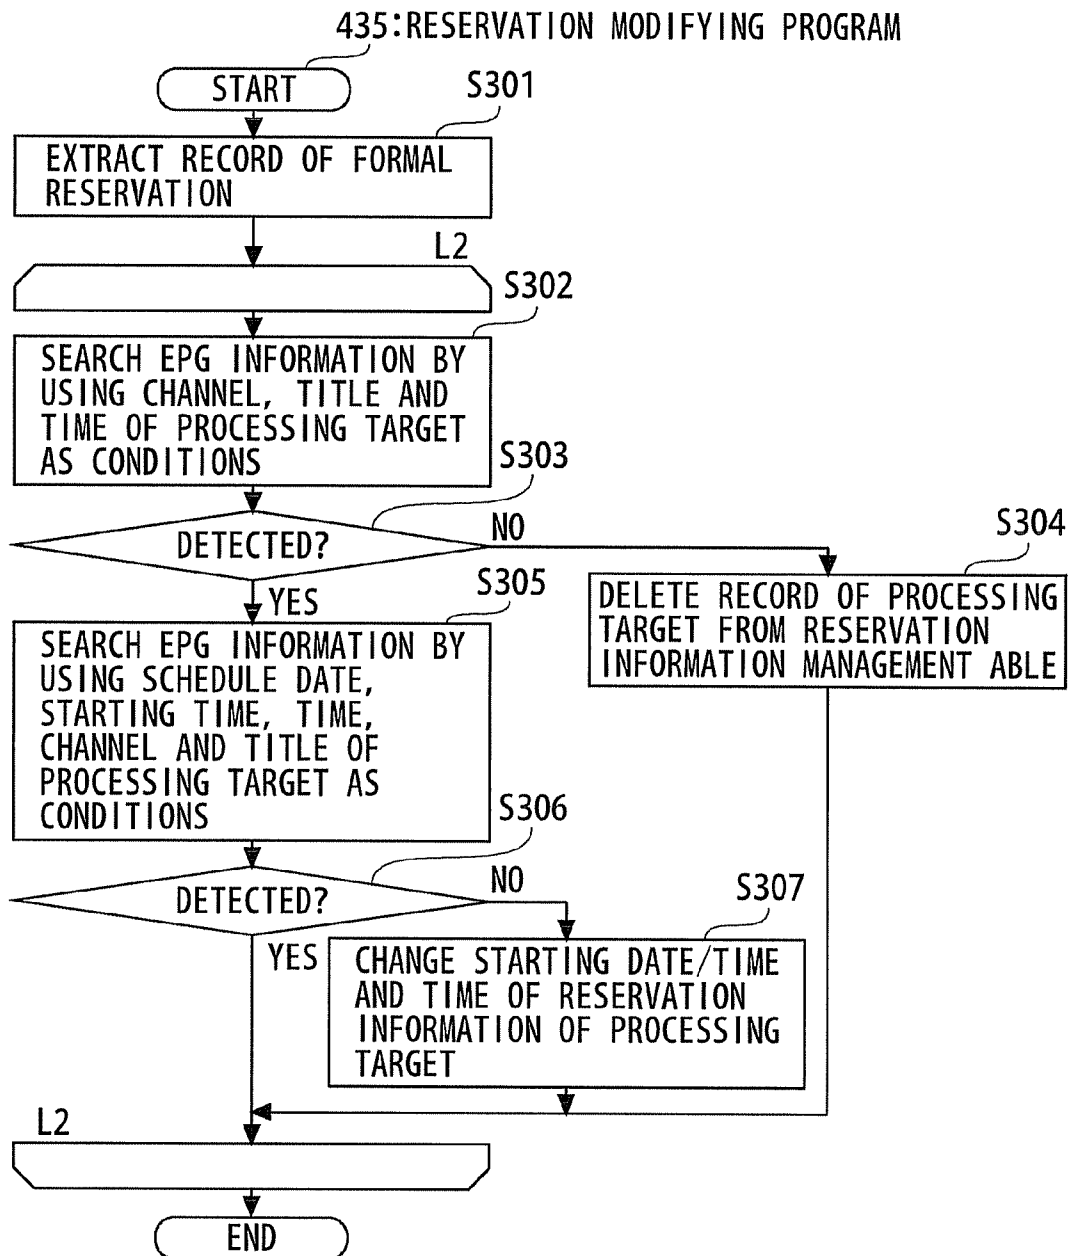 435:RESERVATION MODIFYING PROGRAM
START
S301
EXTRACT RECORD OF FORMAL
RESERVATION
L2
S302
SEARCH EPG INFORMATION BY
USING CHANNEL, TITLE AND
TIME OF PROCESSING TARGET
AS CONDITIONS
S303
DETECTED?
NO
S304
DELETE RECORD OF PROCESSING
TARGET FROM RESERVATION
INFORMATION MANAGEMENT ABLE
YES
S305
SEARCH EPG INFORMATION BY
USING SCHEDULE DATE,
STARTING TIME, TIME,
CHANNEL AND TITLE OF
PROCESSING TARGET AS
CONDITIONS
S306
DETECTED?
NO
S307
YES
CHANGE STARTING DATE/TIME
AND TIME OF RESERVATION
INFORMATION OF PROCESSING
TARGET
L2
END